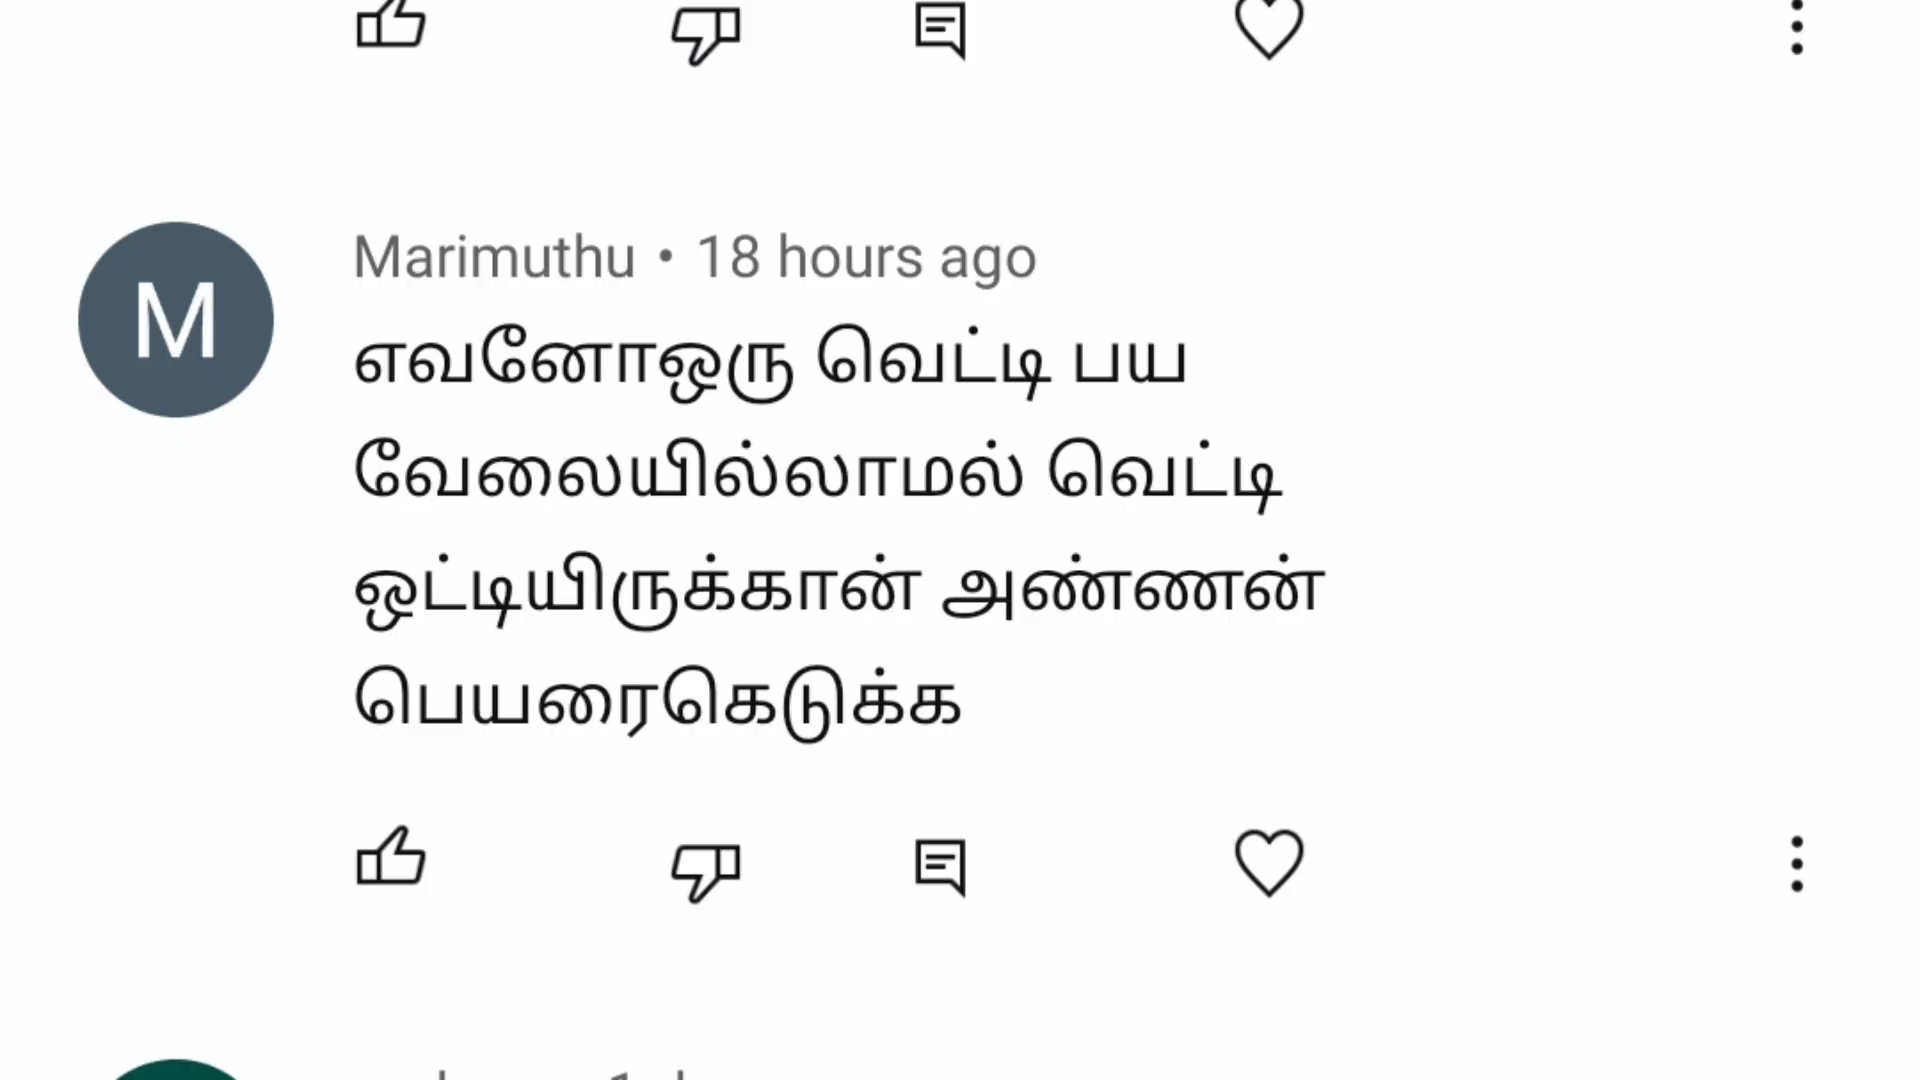 M
Marimuthu • 18 hours ago
எவனோஒரு வெட்டி பய
வேலையில்லாமல் வெட்டி
ஒட்டியிருக்கான் அண்ணன்
பெயரைகெடுக்க